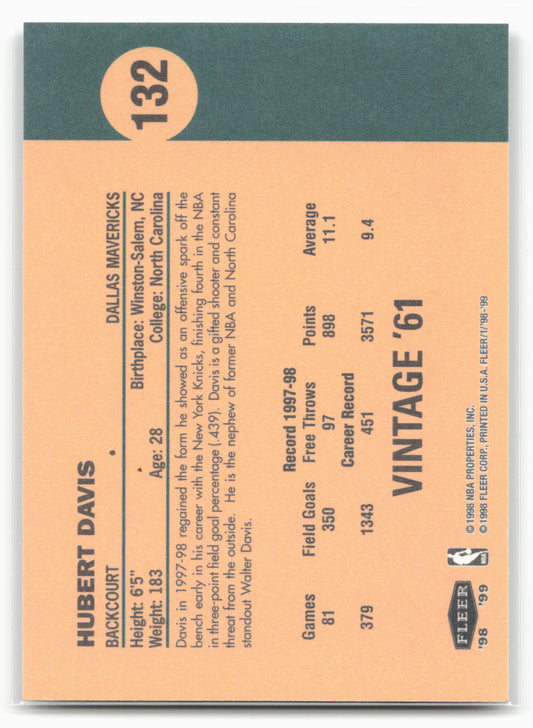 132
HUBERT DAVIS
BACKCOURT • DALLAS MAVERICKS
Height: 6'5" Birthplace: Winston-Salem, NC
Weight: 183 Age: 28 College: North Carolina
Davis in 1997-98 regained the form he showed as an offensive spark off the
bench early in his career with the New York Knicks, finishing fourth in the NBA
in three-point field goal percentage (.439). Davis is a gifted shooter and constant
threat from the outside. He is the nephew of former NBA and North Carolina
standout Walter Davis.
Record 1997-98
Games Field Goals Free Throws Points Average
81 350 97 898 11.1
Career Record
379 1343 451 3571 9.4
VINTAGE '61
FLEER
'98 '99
NBA
©1998 NBA PROPERTIES, INC.
©1998 FLEER CORP., PRINTED IN U.S.A. FLEER/1/'98-'99